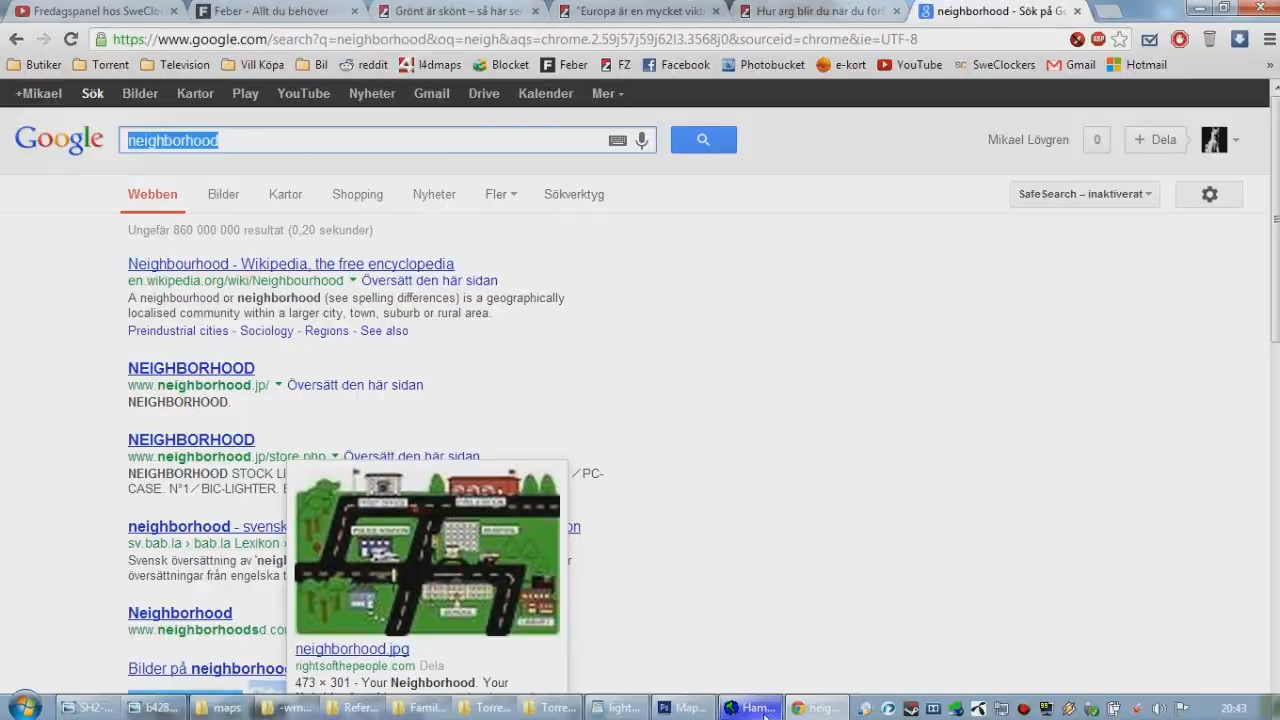 Fredagspanel hos SweClo
Feber - Allt du behöver
Grönt är skönt – så här se
"Europa är en mycket vikt
Hur arg blir du när du för
neighborhood - Sök på Go
https://www.google.com/search?q=neighborhood&oq=neigh&aqs=chrome.2.59j57j59j62l3.3568j0&sourceid=chrome&ie=UTF-8
Butiker Torrent Television Vill Köpa Bil reddit l4dmaps Blocket Feber FZ Facebook Photobucket e-kort YouTube SweClockers Gmail Hotmail »
+Mikael Sök Bilder Kartor Play YouTube Nyheter Gmail Drive Kalender Mer
Google neighborhood Mikael Lövgren 0 + Dela
Webben Bilder Kartor Shopping Nyheter Fler Sökverktyg SafeSearch – inaktiverat
Ungefär 860 000 000 resultat (0,20 sekunder)
Neighbourhood - Wikipedia, the free encyclopedia
en.wikipedia.org/wiki/Neighbourhood Översätt den här sidan
A neighbourhood or neighborhood (see spelling differences) is a geographically
localised community within a larger city, town, suburb or rural area.
Preindustrial cities - Sociology - Regions - See also
NEIGHBORHOOD
www.neighborhood.jp/ Översätt den här sidan
NEIGHBORHOOD.
NEIGHBORHOOD
www.neighborhood.jp/store.php Översätt den här sidan
NEIGHBORHOOD STOCK LI / PC-
CASE. N°1／BIC-LIGHTER.
neighborhood - svensk on
sv.bab.la › bab.la Lexikon ›
Svensk översättning av 'neig
översättningar från engelska t
Neighborhood
www.neighborhoodsd.co
Bilder på neighborhoo
neighborhood.jpg
rightsofthepeople.com Dela
473 × 301 - Your Neighborhood. Your
SH2-... b428... maps -wm... Refer... Famil... Torre... Torre... light... Map... Ham... neig... 20:43